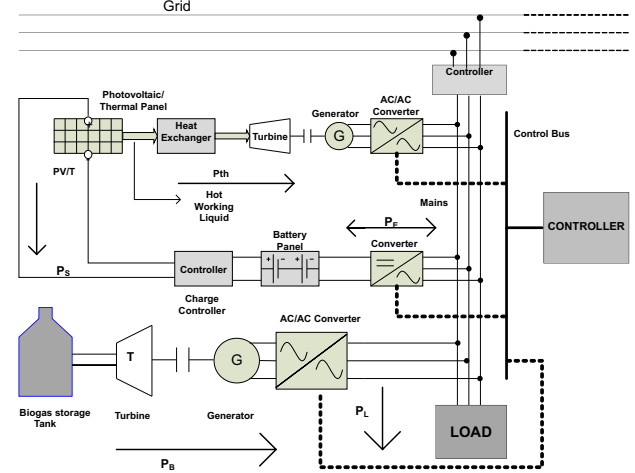 Grid
Controller
Photovoltaic/
Thermal Panel
AC/AC
Converter
Generator
Heat
Exchanger
Turbine
G
Control Bus
PV/T
Pth
Hot
Working
Liquid
Mains
CONTROLLER
PE
Battery
Panel
Converter
PS
Controller
+ - + -
Charge
Controller
AC/AC Converter
T
G
Biogas storage
Tank
Turbine
Generator
PL
LOAD
PB